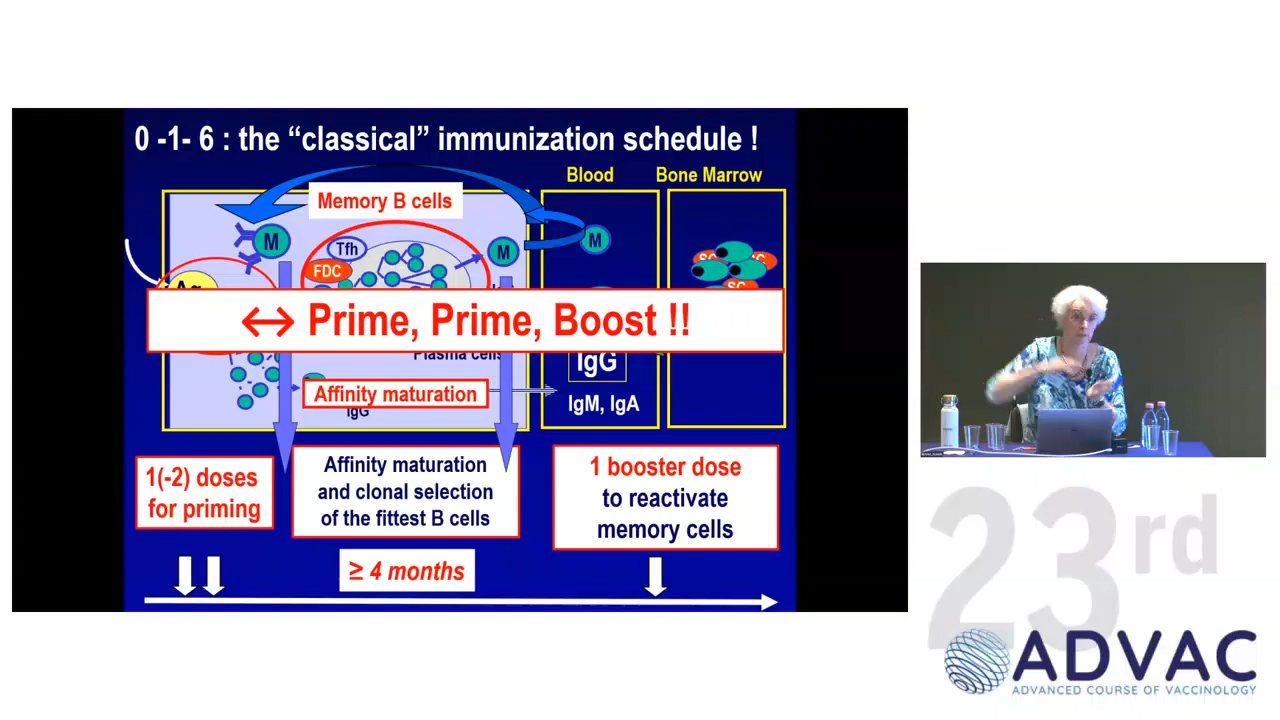 0 -1- 6 : the “classical” immunization schedule !
Blood
Bone Marrow
Memory B cells
M
Tfh
FDC
M
M
↔ Prime, Prime, Boost !!
Plasma cells
IgG
Affinity maturation
IgG
IgM, IgA
1(-2) doses
for priming
Affinity maturation
and clonal selection
of the fittest B cells
1 booster dose
to reactivate
memory cells
≥ 4 months
23rd
ADVAC
ADVANCED COURSE OF VACCINOLOGY